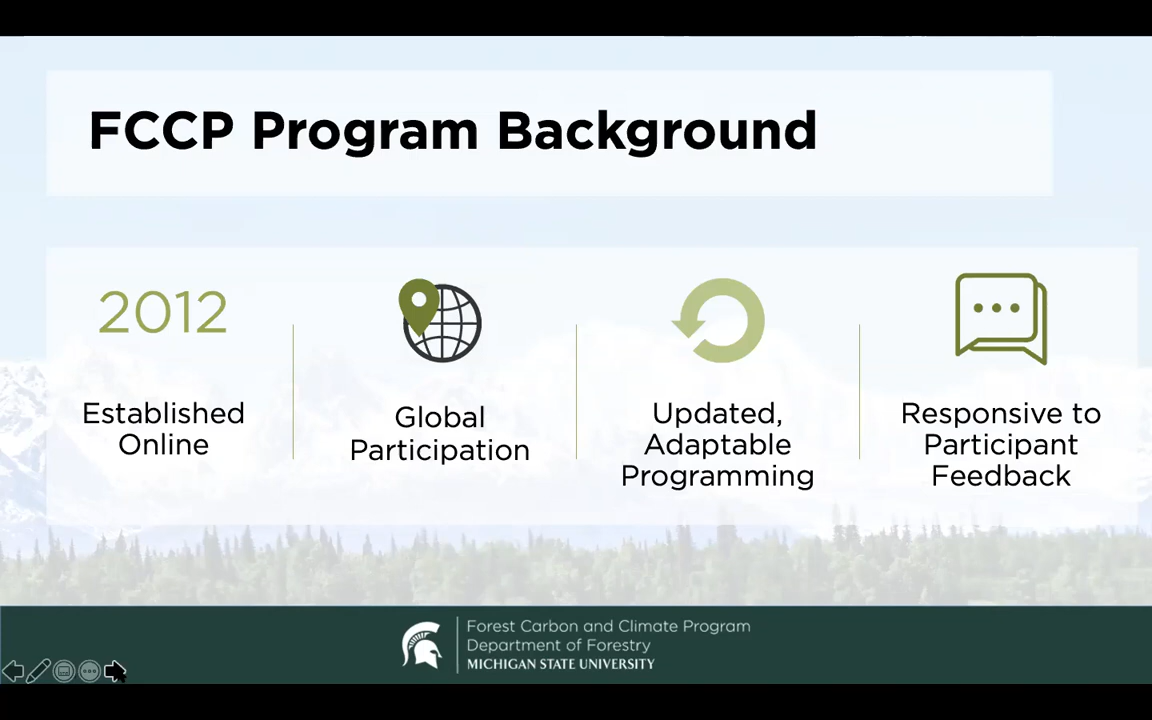 FCCP Program Background
2012
Established
Online
Global
Participation
Updated,
Adaptable
Programming
Responsive to
Participant
Feedback
Forest Carbon and Climate Program
Department of Forestry
MICHIGAN STATE UNIVERSITY